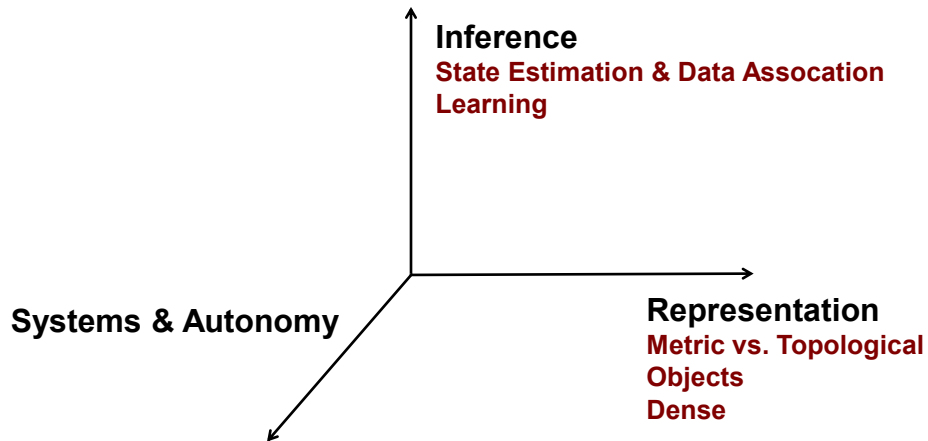 Inference
State Estimation & Data Assocation
Learning
Systems & Autonomy
Representation
Metric vs. Topological
Objects
Dense